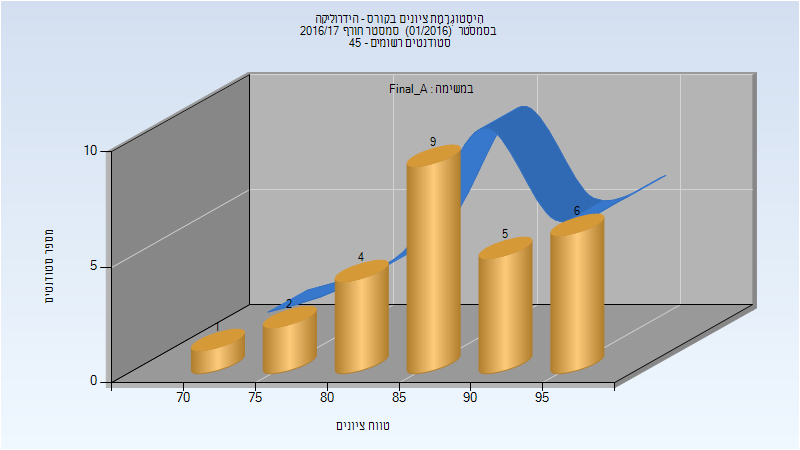 היסטוגרמת ציונים בקורס - הידרוליקה
בסמסטר (01/2016) סמסטר חורף 2016/17
סטודנטים רשומים - 45
במשימה : Final_A
10
5
0
מספר סטודנטים
1
2
4
9
5
6
70
75
80
85
90
95
טווח ציונים